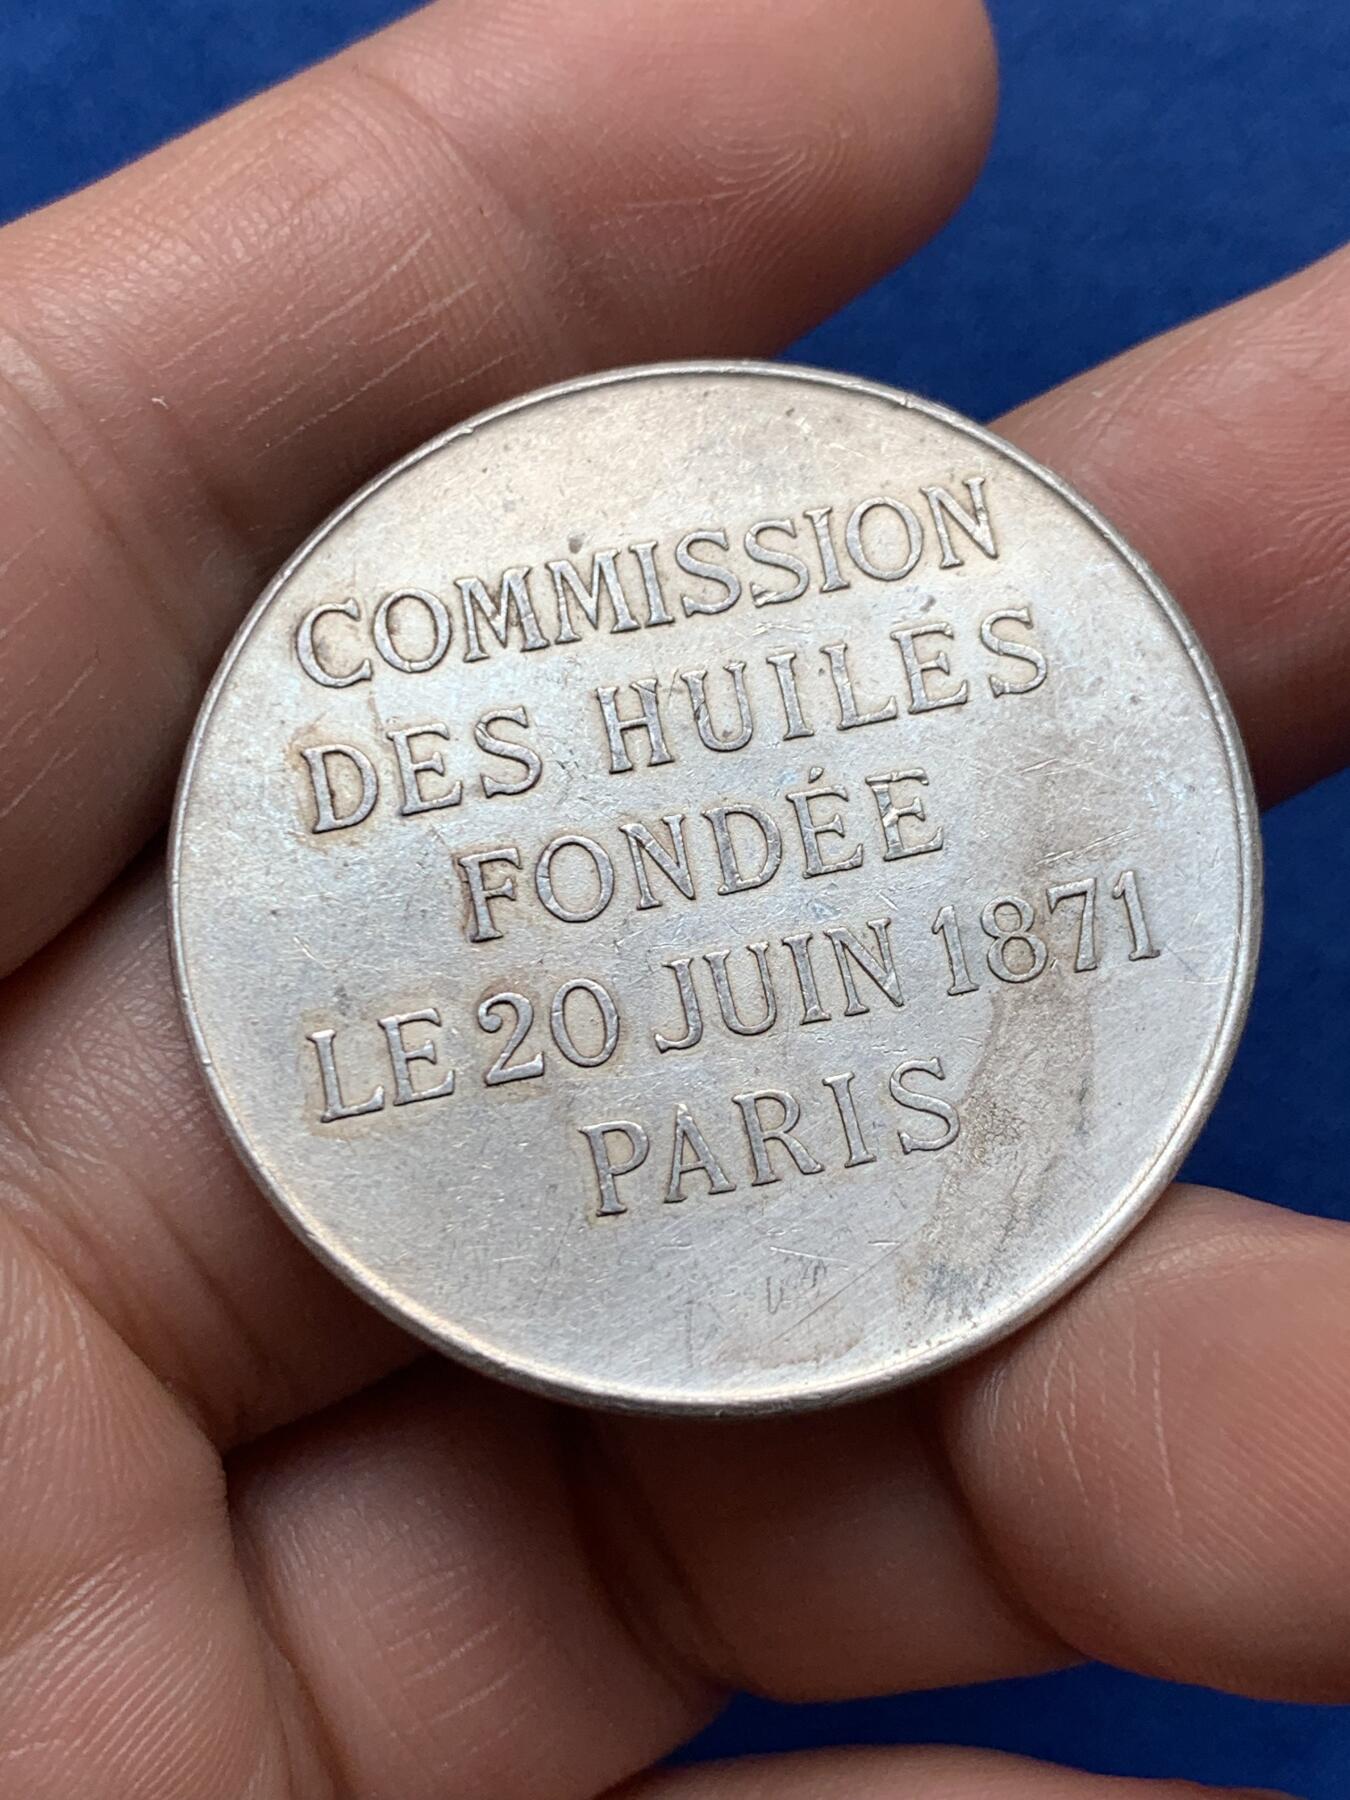 COMMISSION
DES HUILES
FONDÉE
LE 20 JUIN 1871
PARIS